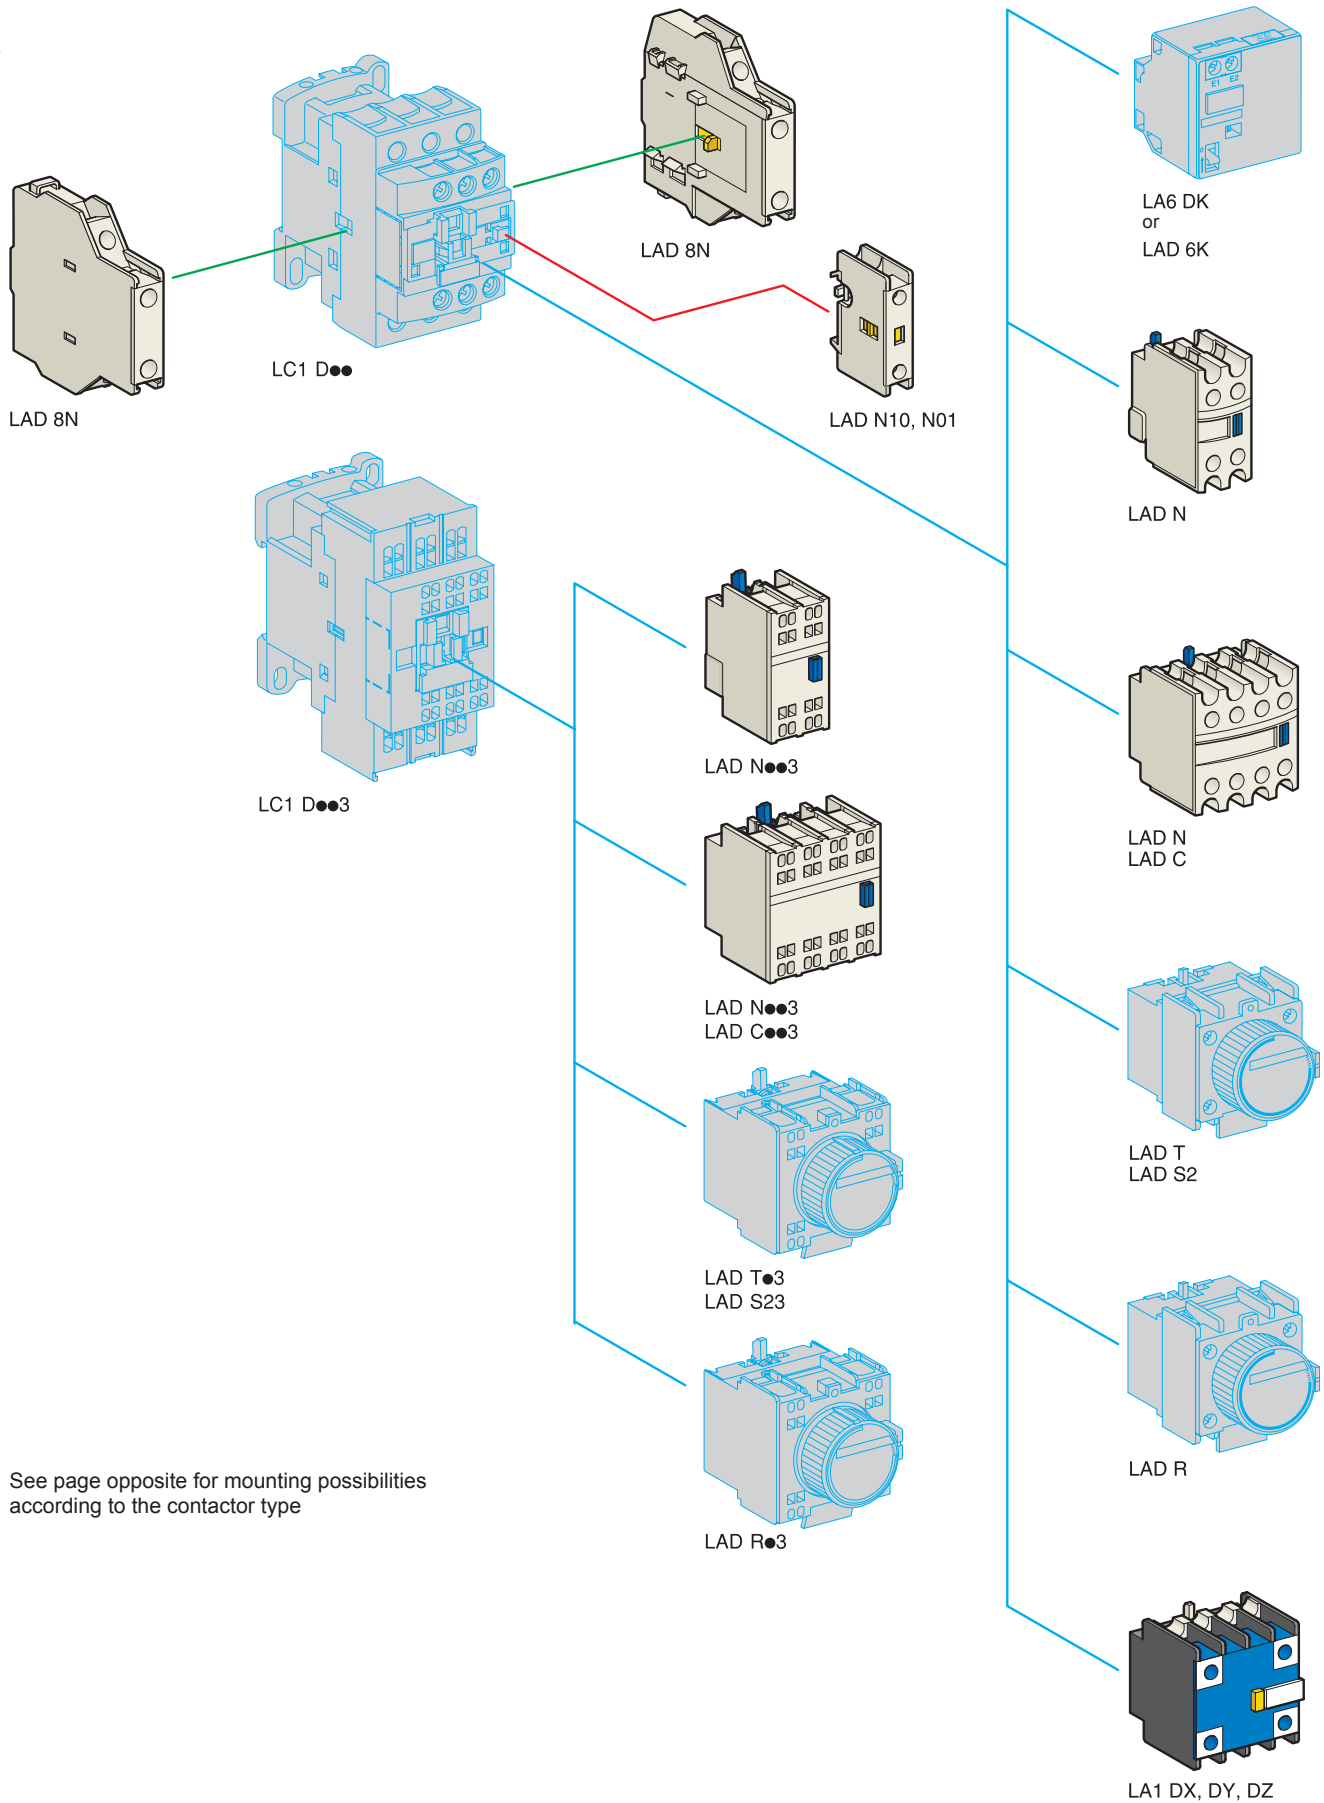 E1 E2
LA6 DK
or
LAD 6K
LAD 8N
LC1 D●●
LAD 8N
LAD N10, N01
LAD N
LAD N●●3
LC1 D●●3
LAD N
LAD C
LAD N●●3
LAD C●●3
LAD T
LAD S2
LAD T●3
LAD S23
LAD R
See page opposite for mounting possibilities
according to the contactor type
LAD R●3
LA1 DX, DY, DZ